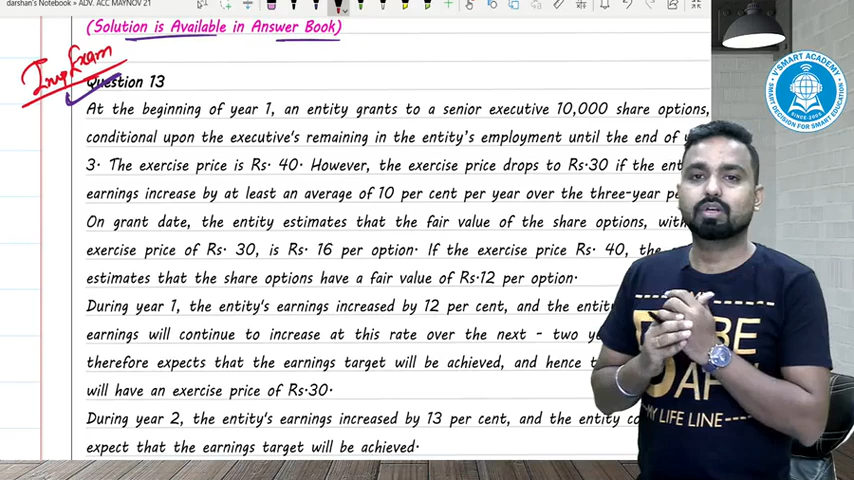 darshan's Notebook » ADV. ACC MAYNOV 21
(Solution is Available in Answer Book)
Imp Exam
Question 13
At the beginning of year 1, an entity grants to a senior executive 10,000 share options,
conditional upon the executive's remaining in the entity's employment until the end of
3. The exercise price is Rs. 40. However, the exercise price drops to Rs.30 if the
earnings increase by at least an average of 10 per cent per year over the three-year
On grant date, the entity estimates that the fair value of the share options, with
exercise price of Rs. 30, is Rs. 16 per option. If the exercise price Rs. 40, the
estimates that the share options have a fair value of Rs.12 per option.
During year 1, the entity's earnings increased by 12 per cent, and the
earnings will continue to increase at this rate over the next - two
therefore expects that the earnings target will be achieved, and hence
will have an exercise price of Rs.30.
During year 2, the entity's earnings increased by 13 per cent, and the entity
expect that the earnings target will be achieved.
V'SMART ACADEMY
SINCE-2005
SMART DECISION FOR SMART EDUCATION
MY LIFE LINE